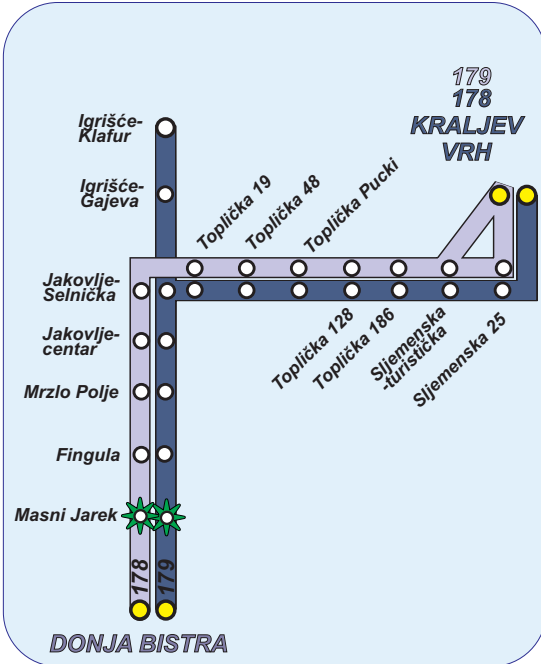 179
178
KRALJEV
VRH
Igrišće-
Klafur
Igrišće-
Gajeva
Toplička 19
Toplička 48
Toplička Pucki
Jakovlje-
Selnička
Jakovlje-
centar
Toplička 128
Toplička 186
Sljemenska
-turistička
Sljemenska 25
Mrzlo Polje
Fingula
Masni Jarek
178
179
DONJA BISTRA